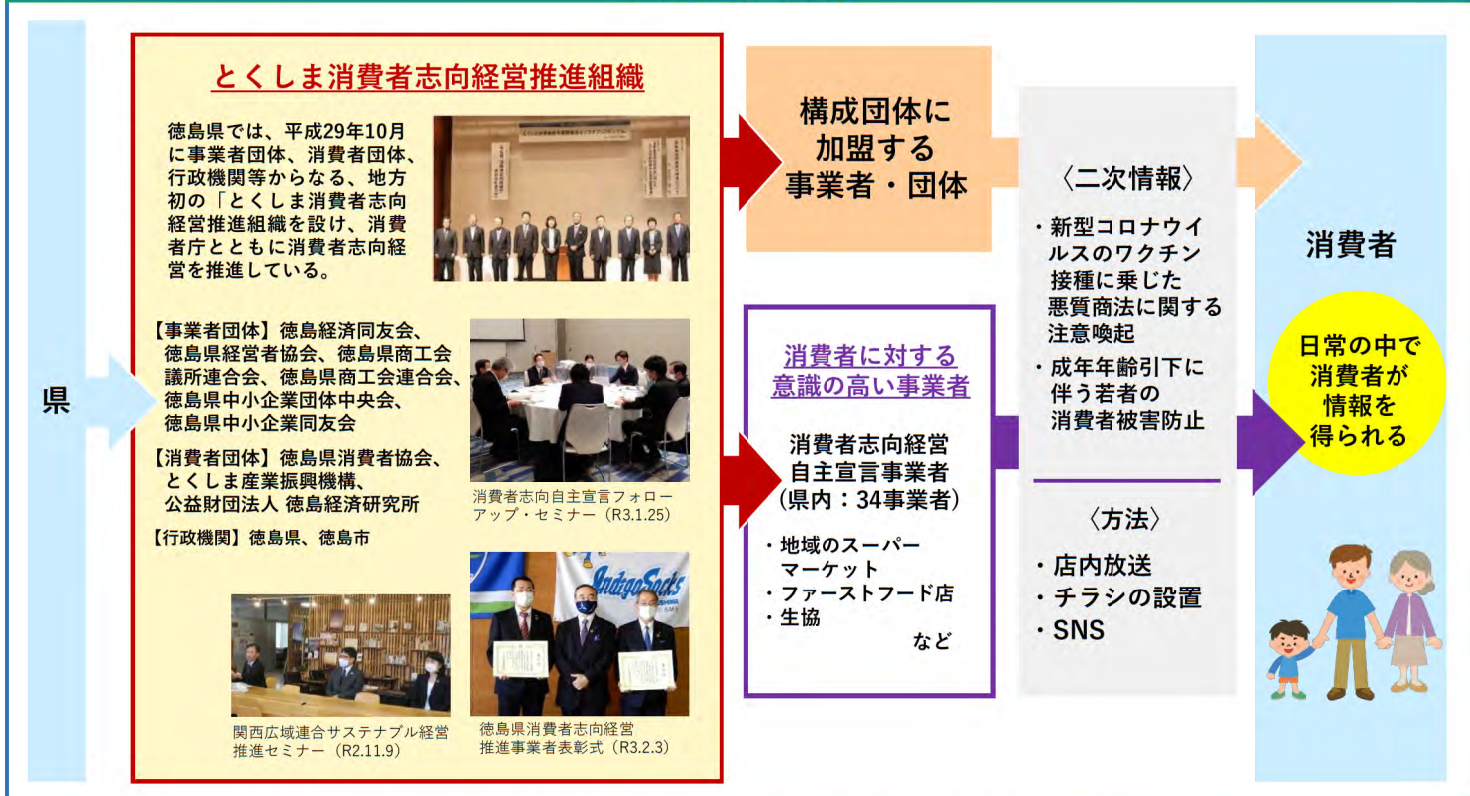 県
とくしま消費者志向経営推進組織
徳島県では、平成29年10月
に事業者団体、消費者団体、
行政機関等からなる、地方
初の「とくしま消費者志向
経営推進組織を設け、消費
者庁とともに消費者志向経
営を推進している。
【事業者団体】徳島経済同友会、
徳島県経営者協会、徳島県商工会
議所連合会、徳島県商工会連合会、
徳島県中小企業団体中央会、
徳島県中小企業同友会
【消費者団体】徳島県消費者協会、
とくしま産業振興機構、
公益財団法人 徳島経済研究所
【行政機関】徳島県、徳島市
消費者志向自主宣言フォロー
アップ・セミナー（R3.1.25）
IndigoSocks
関西広域連合サステナブル経営
推進セミナー（R2.11.9）
徳島県消費者志向経営
推進事業者表彰式（R3.2.3）
構成団体に
加盟する
事業者・団体
消費者に対する
意識の高い事業者
消費者志向経営
自主宣言事業者
（県内：34事業者）
・地域のスーパー
マーケット
・ファーストフード店
・生協
など
〈二次情報〉
・新型コロナウイ
ルスのワクチン
接種に乗じた
悪質商法に関する
注意喚起
・成年年齢引下に
伴う若者の
消費者被害防止
〈方法〉
・店内放送
・チラシの設置
・SNS
消費者
日常の中で
消費者が
情報を
得られる